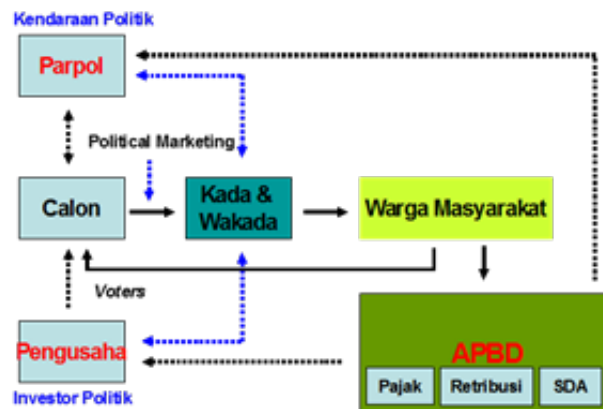 Kendaraan Politik
Parpol
Political Marketing
Calon
Kada &
Wakada
Warga Masyarakat
Voters
Pengusaha
Investor Politik
APBD
Pajak
Retribusi
SDA